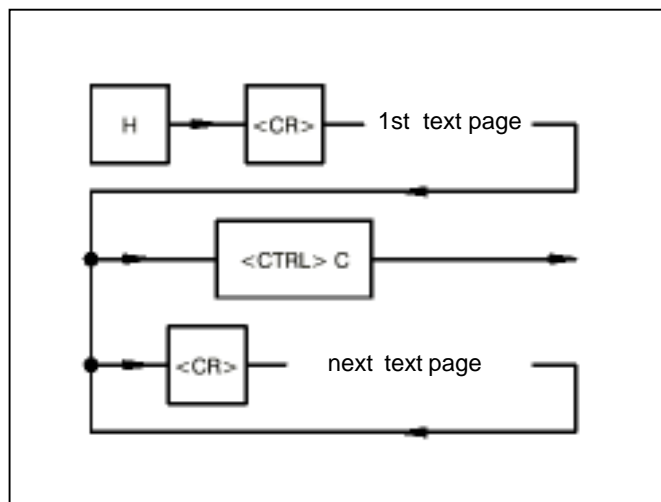 H <CR> 1st text page
<CTRL> C
<CR> next text page